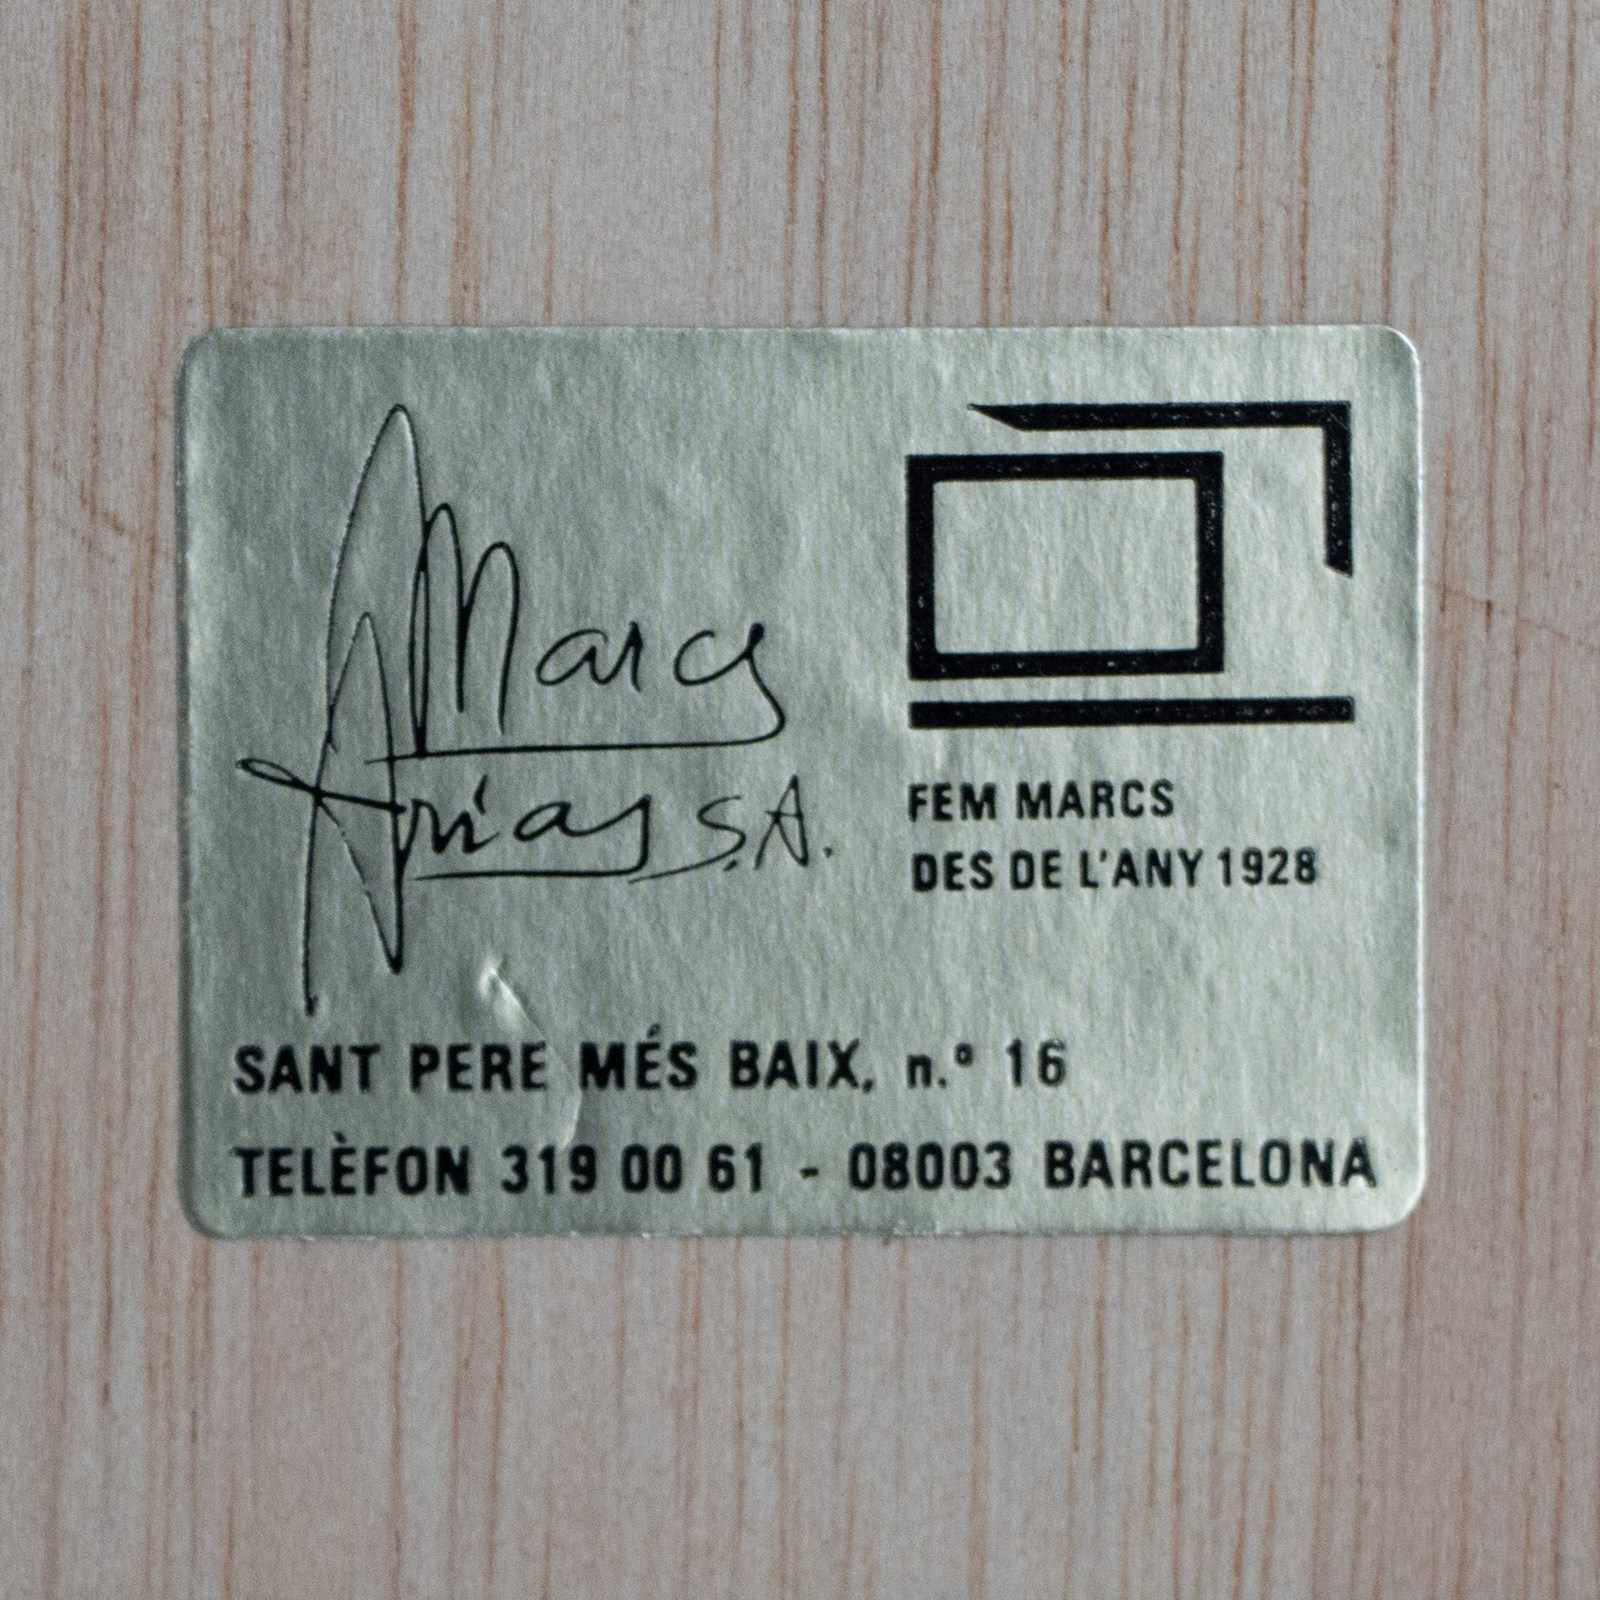 Marcs
Arias S.A.
FEM MARCS
DES DE L'ANY 1928
SANT PERE MÉS BAIX, n.º 16
TELÈFON 319 00 61 - 08003 BARCELONA